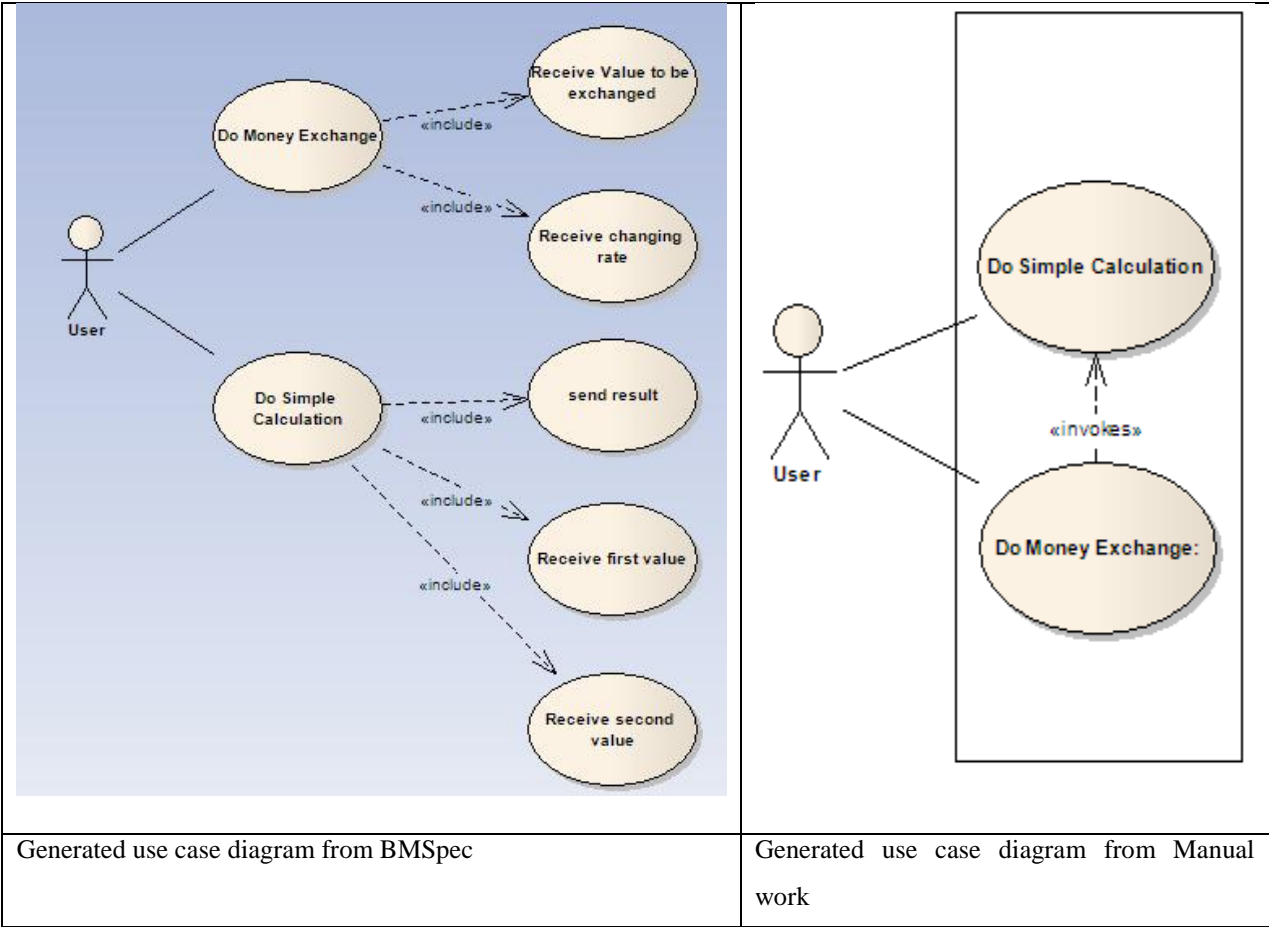 Receive Value to be
exchanged
Do Money Exchange
«include»
«include»
Receive changing
rate
User
Do Simple
Calculation
«include»
send result
«include»
Receive first value
«include»
Receive second
value
Do Simple Calculation
«invokes»
User
Do Money Exchange:
Generated use case diagram from BMSpec
Generated use case diagram from Manual
work